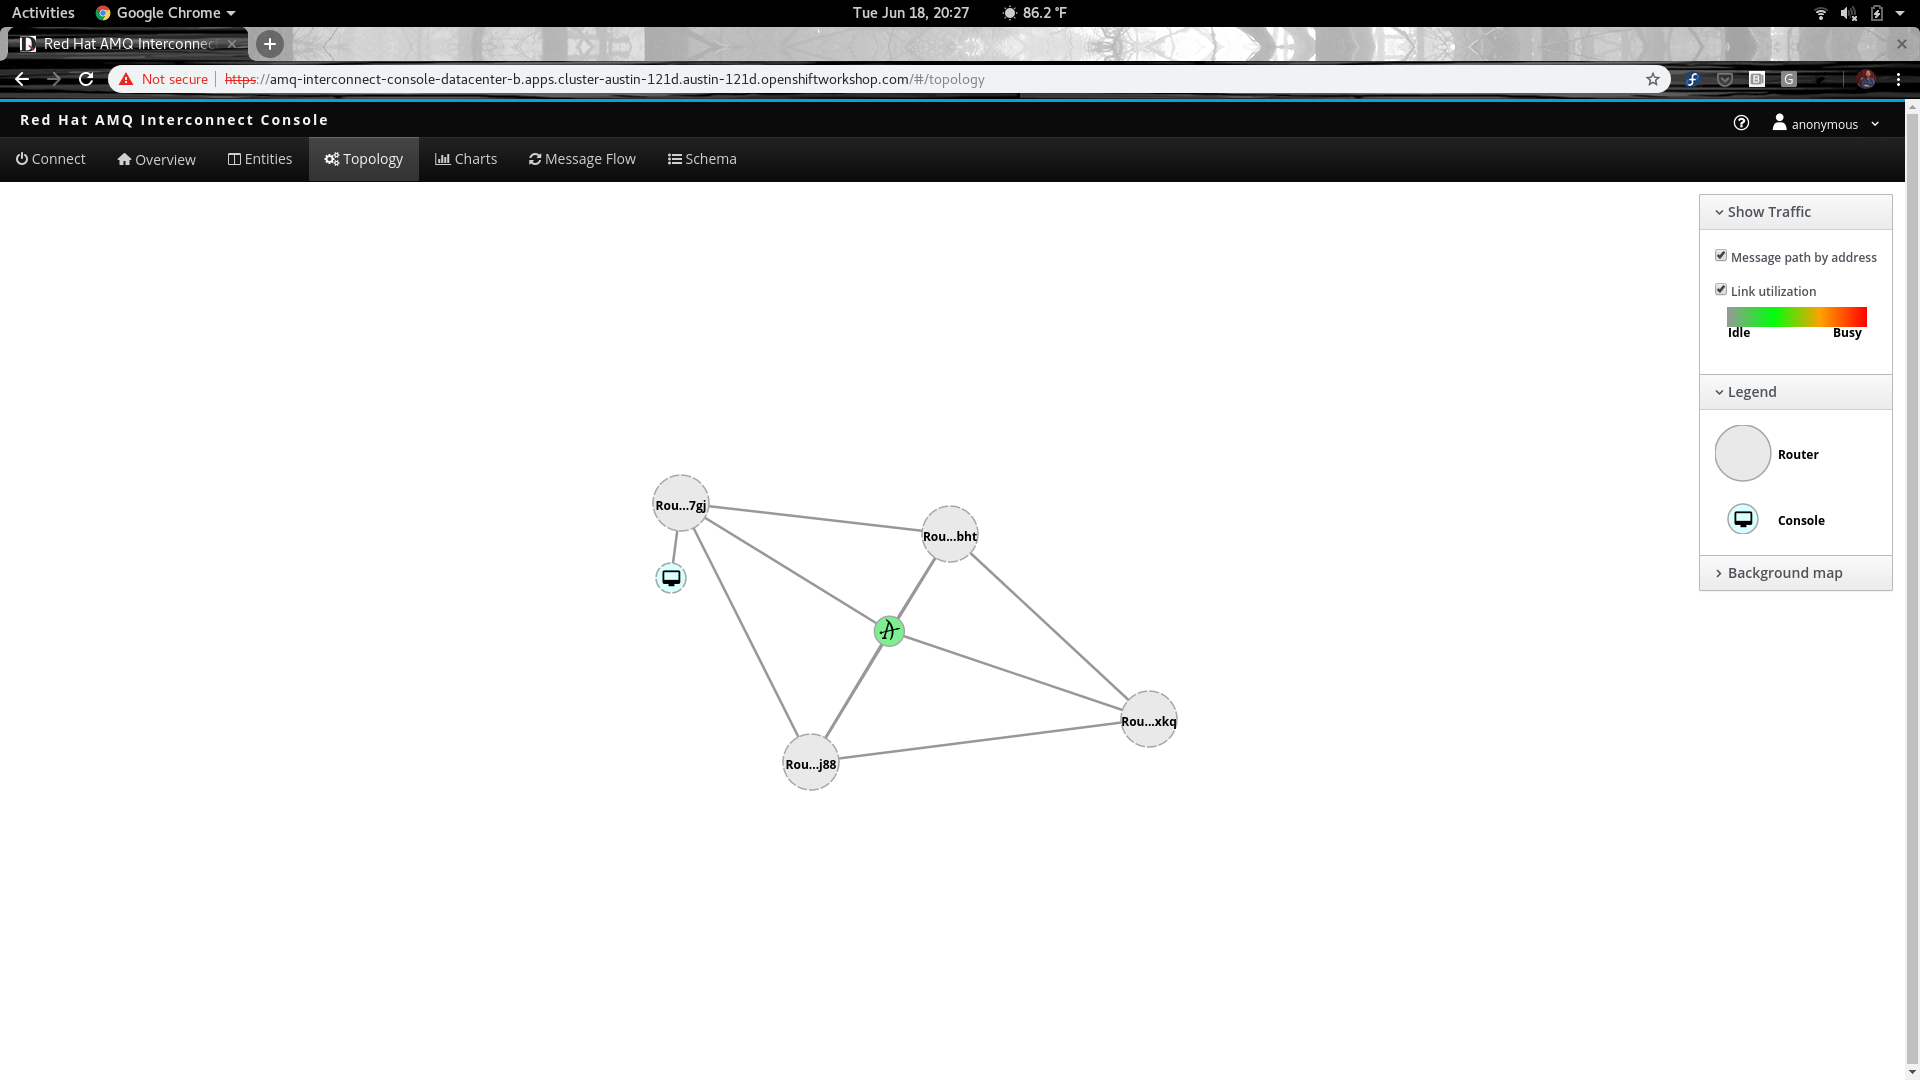 Activities Google Chrome Tue Jun 18, 20:27 86.2 °F
Red Hat AMQ Interconnec
Not secure https://amq-interconnect-console-datacenter-b.apps.cluster-austin-121d.austin-121d.openshiftworkshop.com/#/topology
Red Hat AMQ Interconnect Console
anonymous
Connect Overview Entities Topology Charts Message Flow Schema
Show Traffic
Message path by address
Link utilization
Idle Busy
Legend
Router
Console
Background map
Rou...7gj
Rou...bht
A
Rou...xkq
Rou...j88